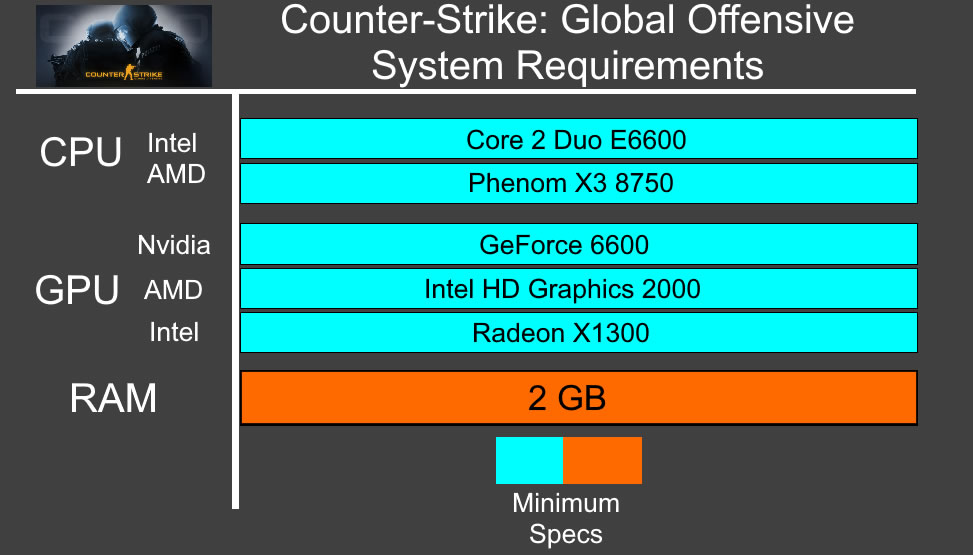 Counter-Strike: Global Offensive
System Requirements
COUNTER STRIKE
CPU Intel
AMD
Core 2 Duo E6600
Phenom X3 8750
Nvidia
GPU AMD
Intel
GeForce 6600
Intel HD Graphics 2000
Radeon X1300
RAM
2 GB
Minimum
Specs